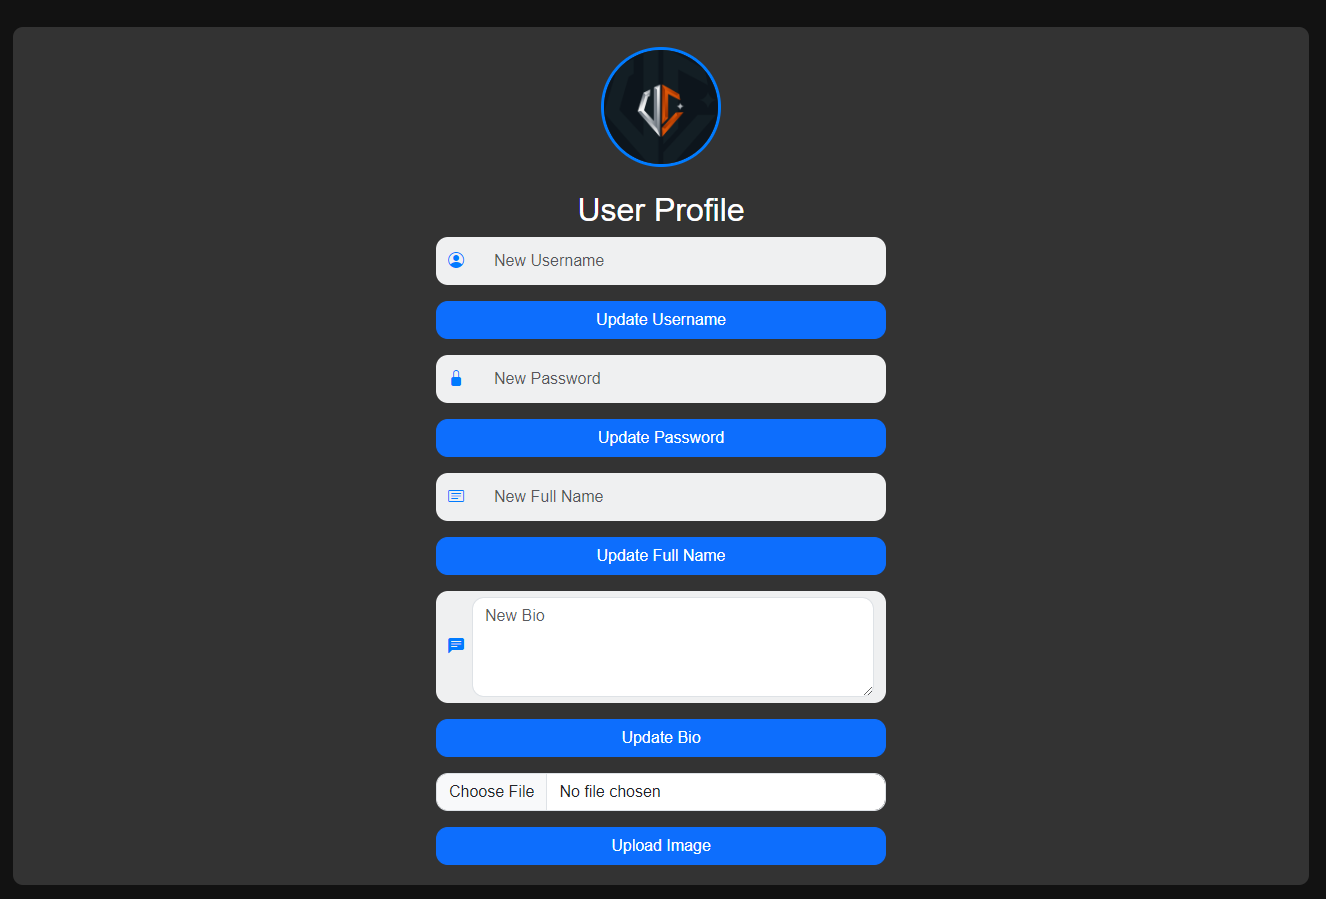 User Profile
New Username
Update Username
New Password
Update Password
New Full Name
Update Full Name
New Bio
Update Bio
Choose File No file chosen
Upload Image